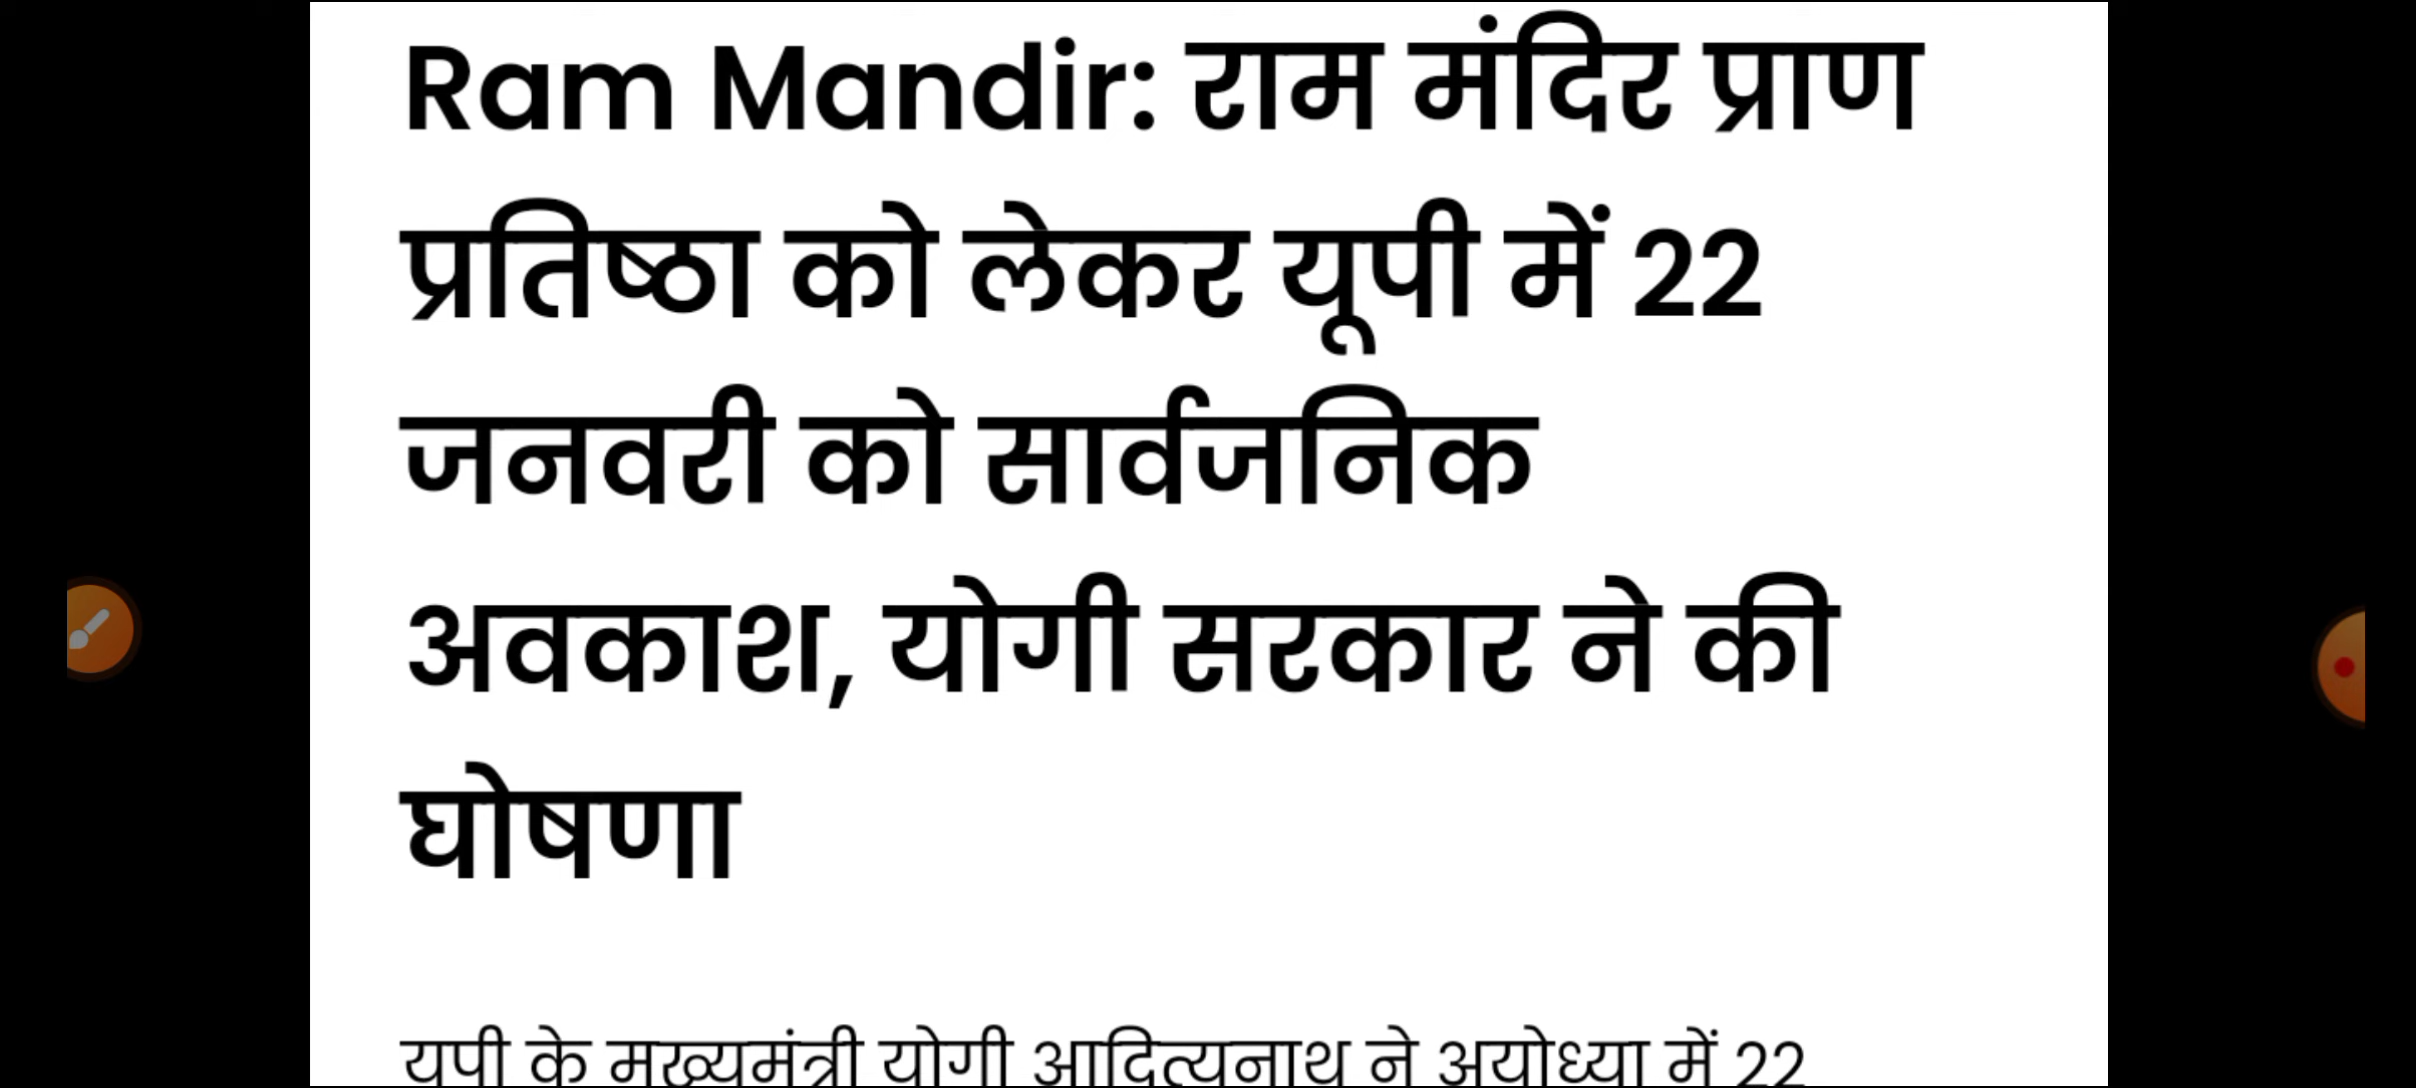 Ram Mandir: राम मंदिर प्राण
प्रतिष्ठा को लेकर यूपी में 22
जनवरी को सार्वजनिक
अवकाश, योगी सरकार ने की
घोषणा
यूपी के मुख्यमंत्री योगी आदित्यनाथ ने अयोध्या में 22